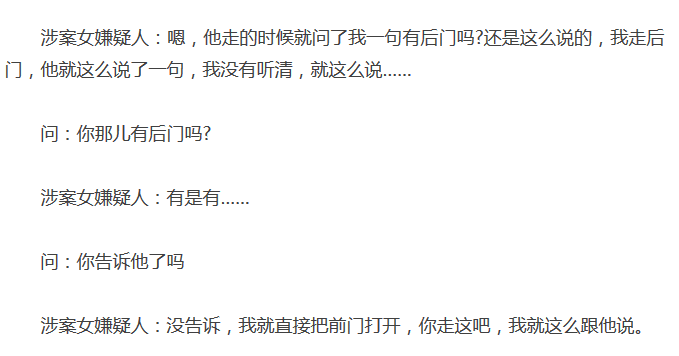 涉案女嫌疑人：嗯，他走的时候就问了我一句有后门吗?还是这么说的，我走后
门，他就这么说了一句，我没有听清，就这么说……
问：你那儿有后门吗?
涉案女嫌疑人：有是有……
问：你告诉他了吗
涉案女嫌疑人：没告诉，我就直接把前门打开，你走这吧，我就这么跟他说。